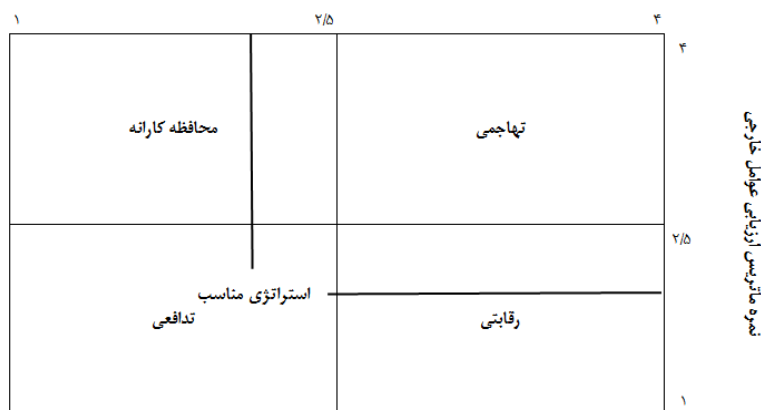 ۴ ۲/۵ ۱
۴
تهاجمی محافظه کارانه
نمره ماتریس ارزیابی عوامل خارجی
۲/۵
استراتژی مناسب
رقابتی تدافعی
۱